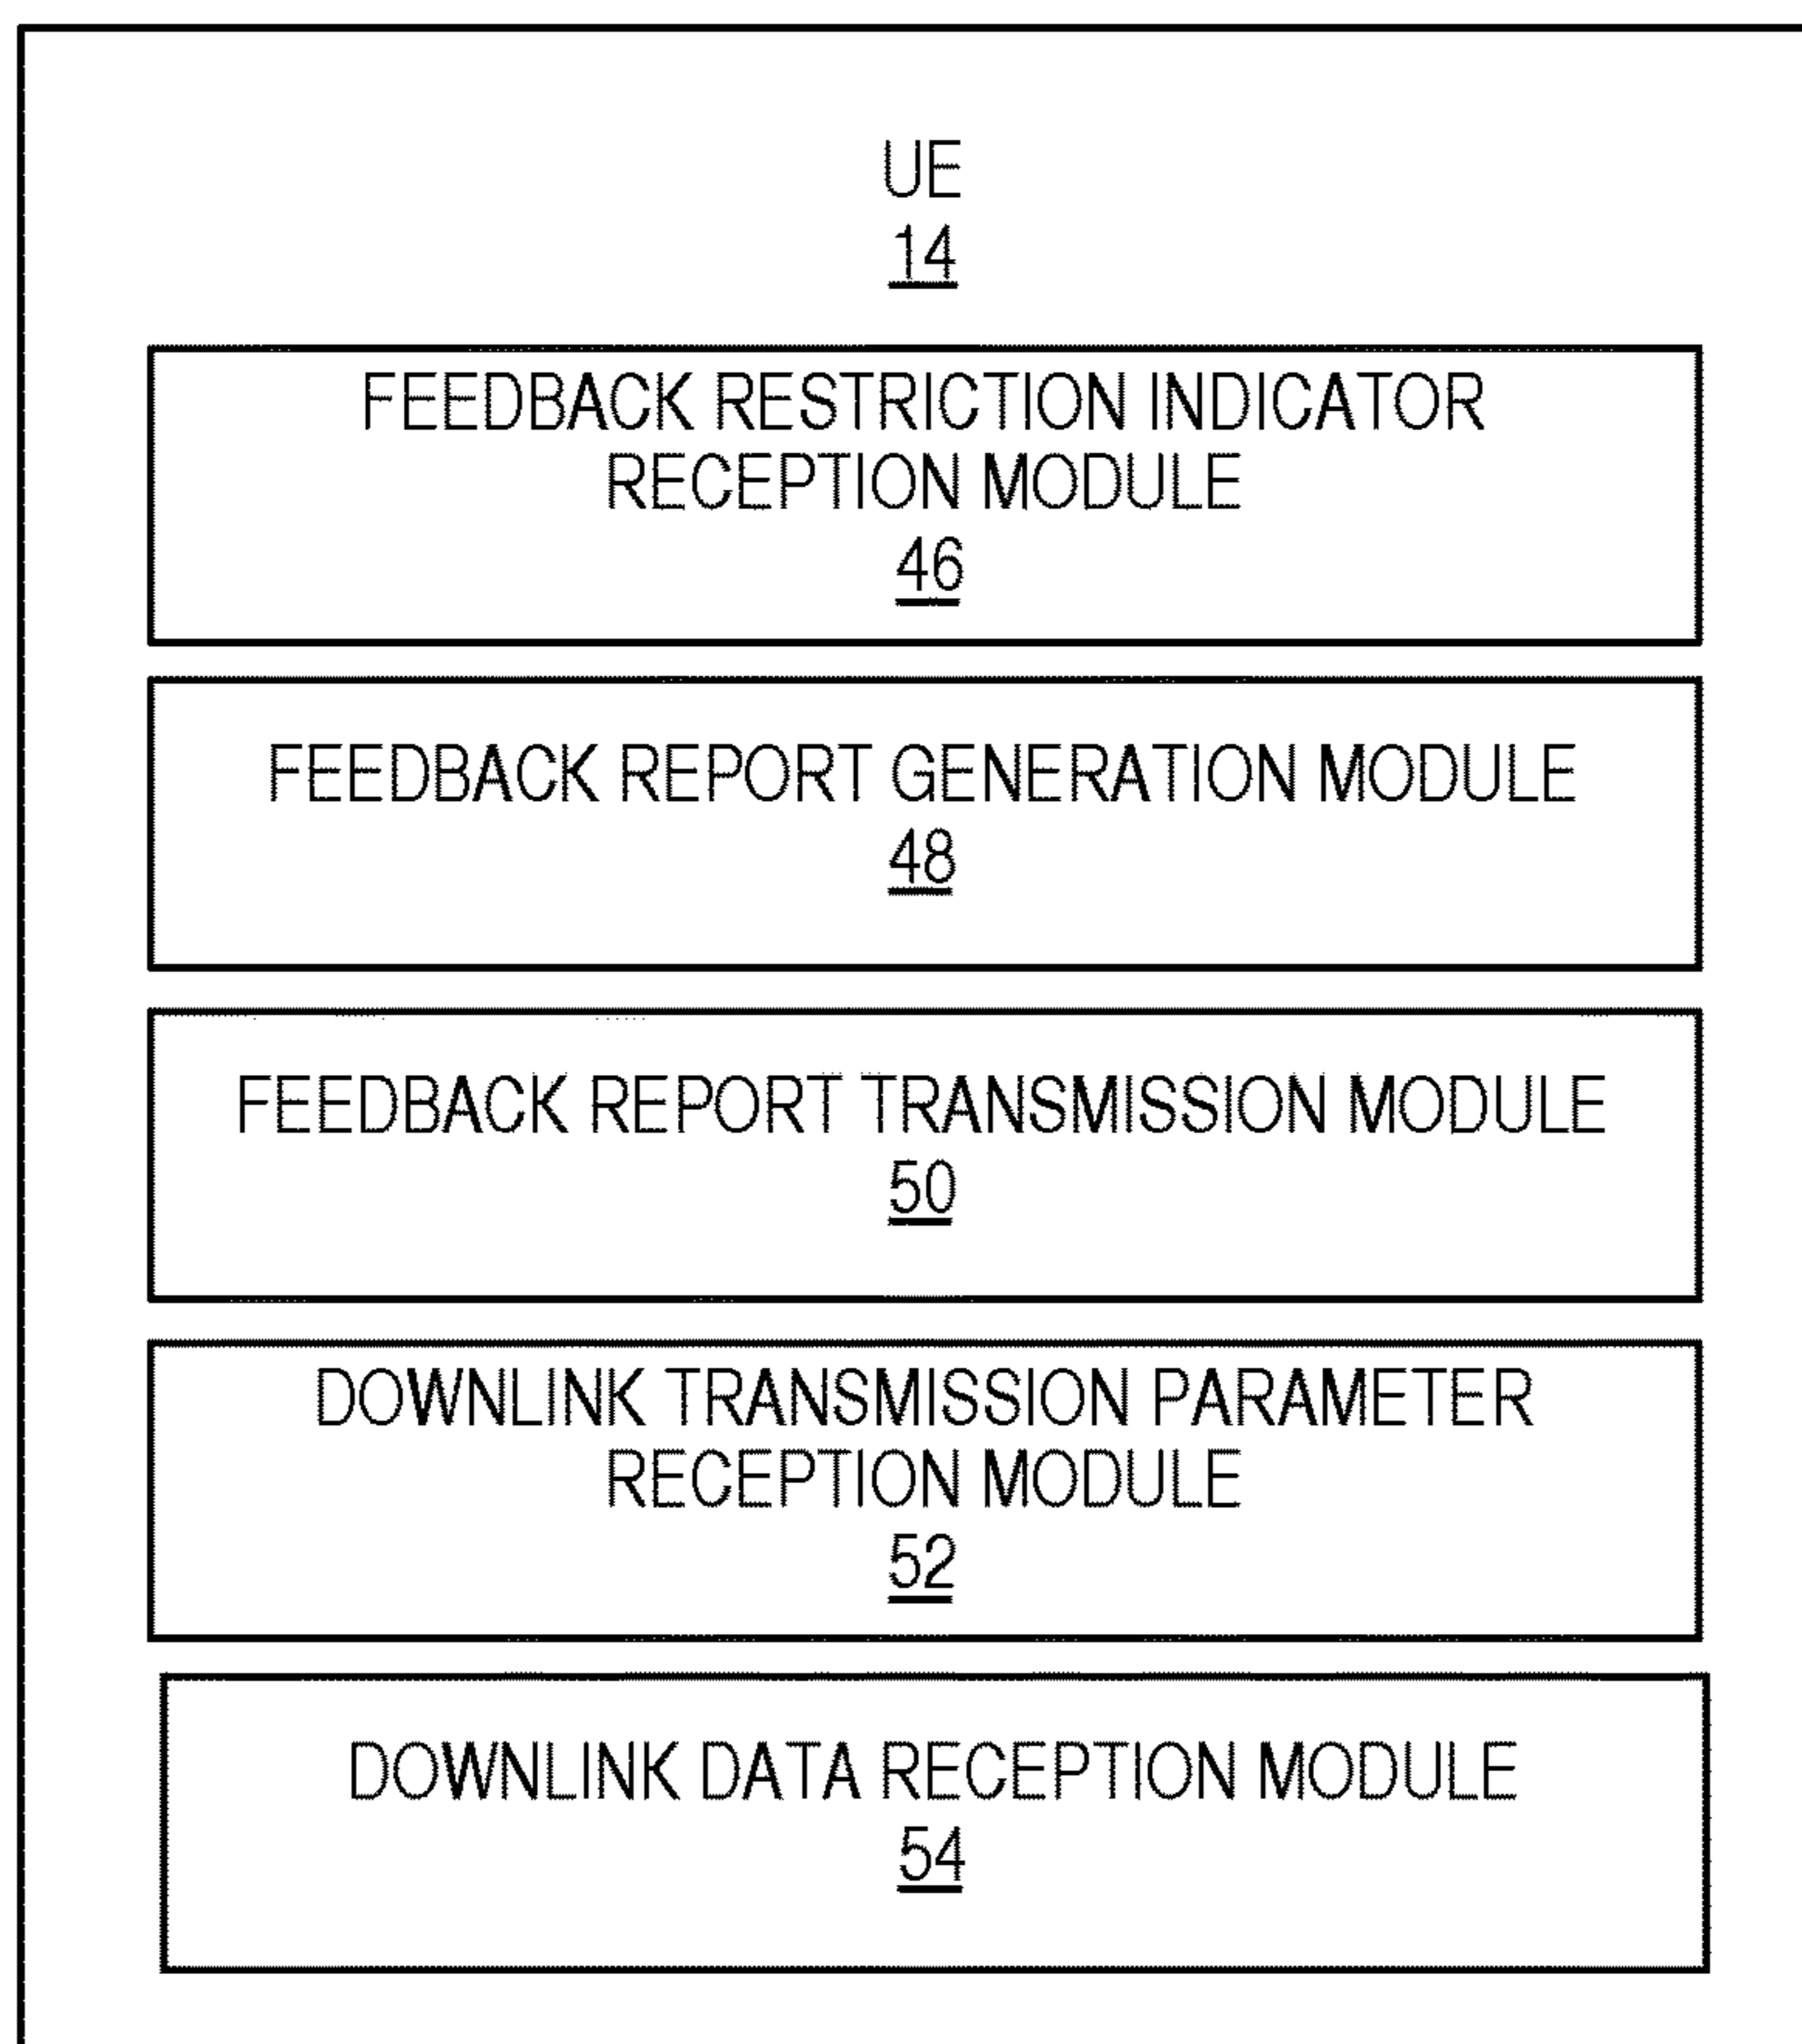 UE
14
FEEDBACK RESTRICTION INDICATOR
RECEPTION MODULE
46
FEEDBACK REPORT GENERATION MODULE
48
FEEDBACK REPORT TRANSMISSION MODULE
50
DOWNLINK TRANSMISSION PARAMETER
RECEPTION MODULE
52
DOWNLINK DATA RECEPTION MODULE
54